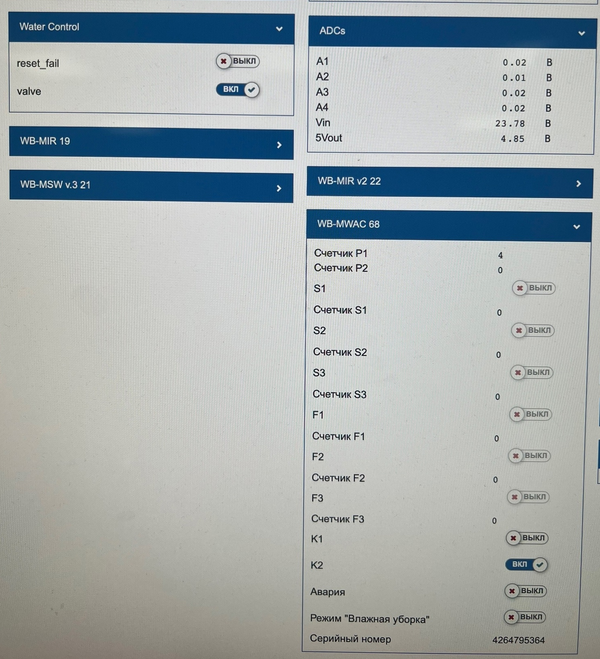 Water Control
reset_fail ВЫКЛ
valve ВКЛ
WB-MIR 19
WB-MSW v.3 21
ADCs
A1 0.02 В
A2 0.01 В
A3 0.02 В
A4 0.02 В
Vin 23.78 В
5Vout 4.85 В
WB-MIR v2 22
WB-MWAC 68
Счетчик P1 4
Счетчик P2 0
S1 ВЫКЛ
Счетчик S1 0
S2 ВЫКЛ
Счетчик S2 0
S3 ВЫКЛ
Счетчик S3 0
F1 ВЫКЛ
Счетчик F1 0
F2 ВЫКЛ
Счетчик F2 0
F3 ВЫКЛ
Счетчик F3 0
K1 ВЫКЛ
K2 ВКЛ
Авария ВЫКЛ
Режим "Влажная уборка" ВЫКЛ
Серийный номер 4264795364